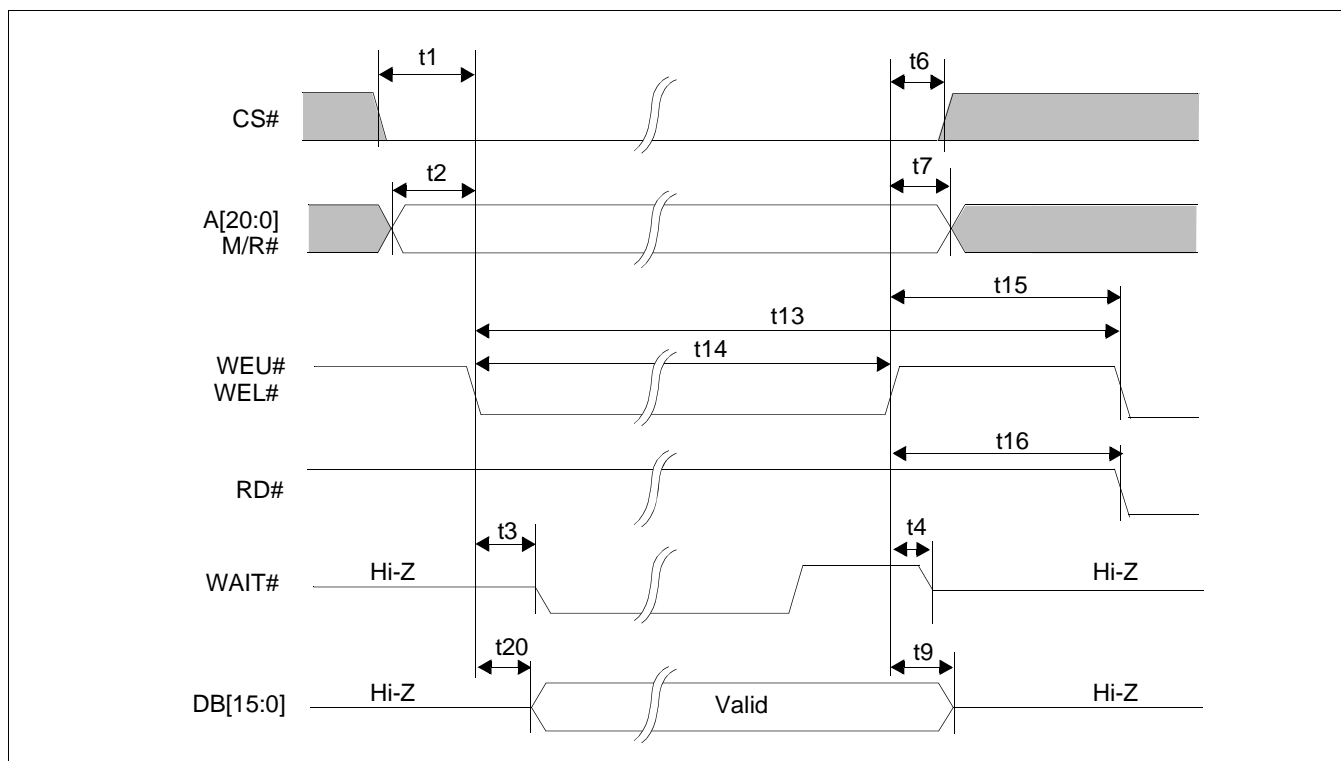 t1
t6
CS#
t2
t7
A[20:0]
M/R#
t15
t13
t14
WEU#
WEL#
t16
RD#
t3
t4
Hi-Z
Hi-Z
WAIT#
t20
t9
Hi-Z
Hi-Z
DB[15:0]
Valid